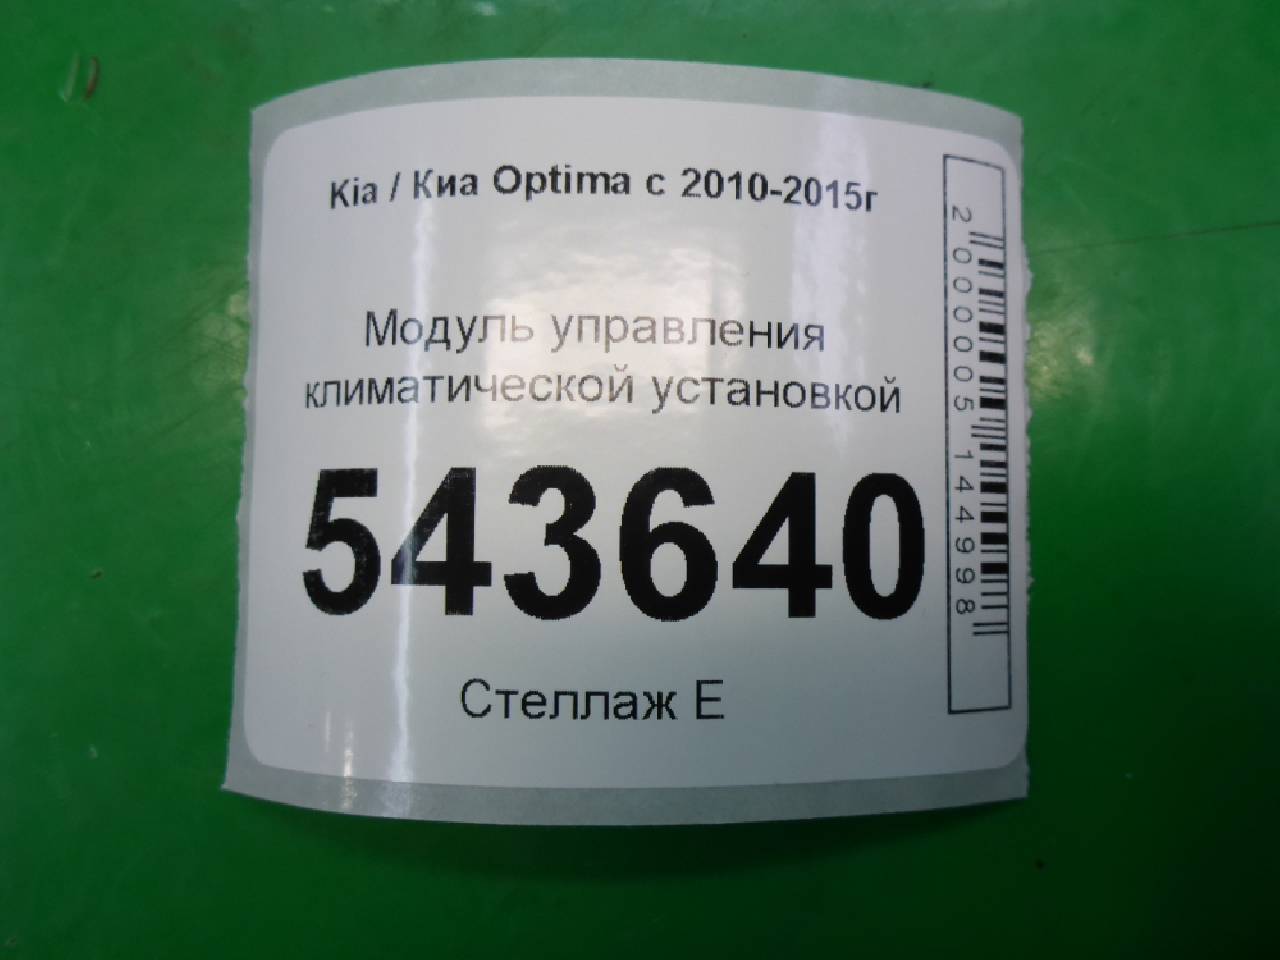 Kia / Киа Optima с 2010-2015г
Модуль управления
климатической установкой
543640
Стеллаж Е
2000005144998